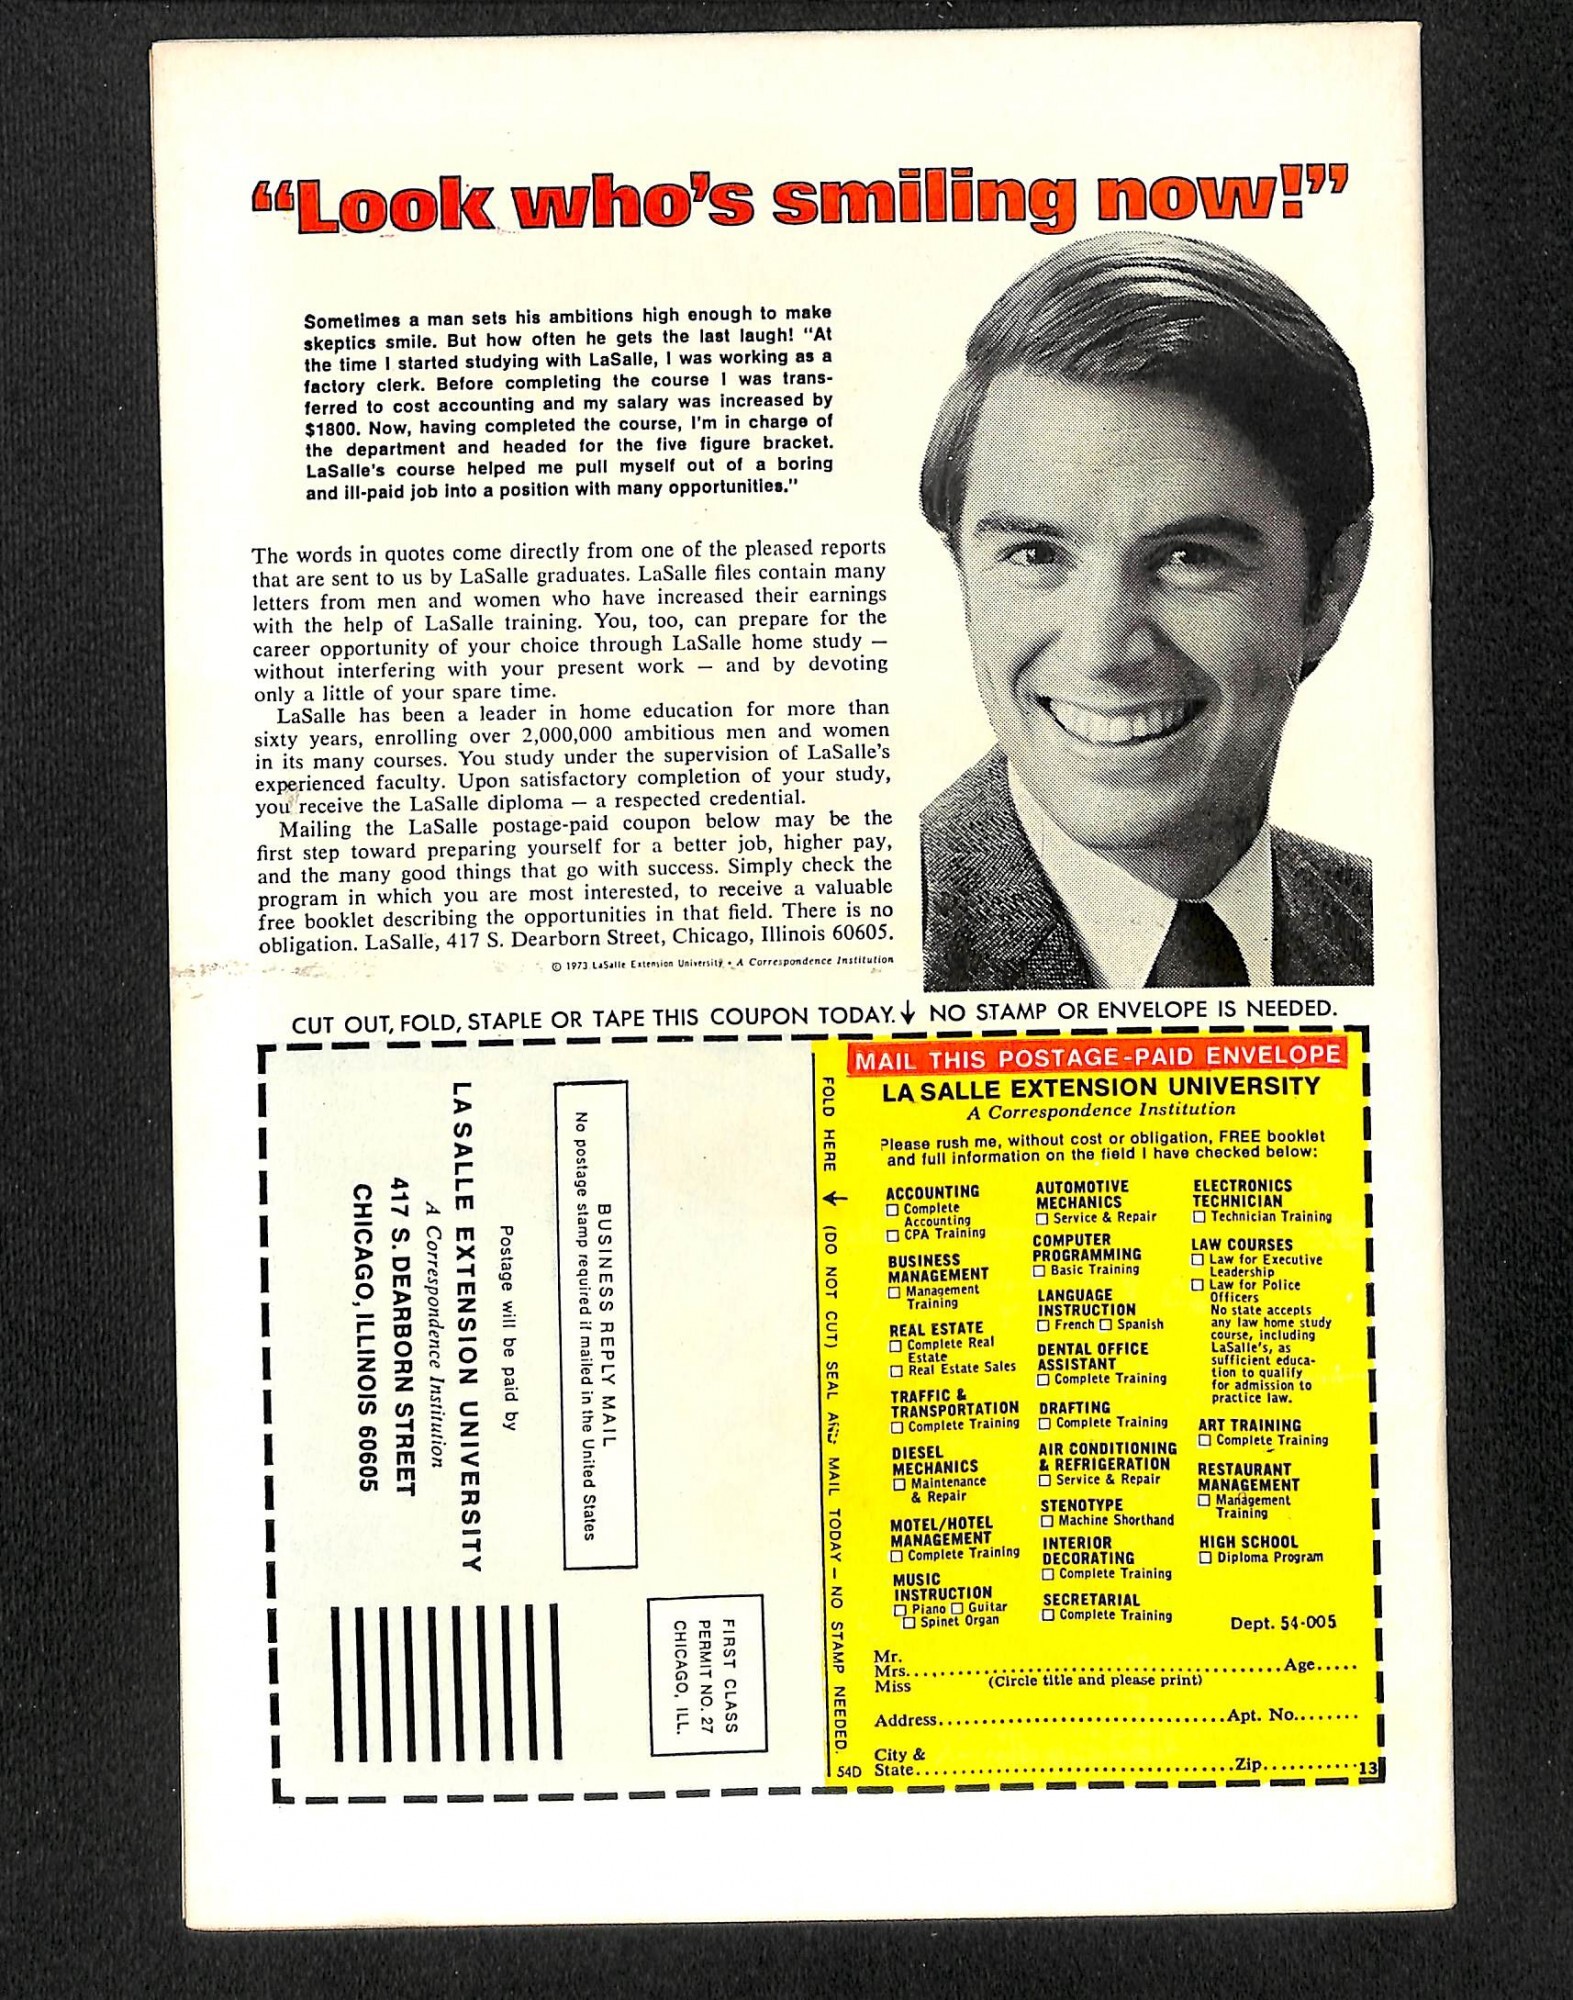 “Look who’s smiling now!”
Sometimes a man sets his ambitions high enough to make
skeptics smile. But how often he gets the last laugh! “At
the time I started studying with LaSalle, I was working as a
factory clerk. Before completing the course I was trans-
ferred to cost accounting and my salary was increased by
$1800. Now, having completed the course, I'm in charge of
the department and headed for the five figure bracket.
LaSalle's course helped me pull myself out of a boring
and ill-paid job into a position with many opportunities.”
The words in quotes come directly from one of the pleased reports
that are sent to us by LaSalle graduates. LaSalle files contain many
letters from men and women who have increased their earnings
with the help of LaSalle training. You, too, can prepare for the
career opportunity of your choice through LaSalle home study —
without interfering with your present work — and by devoting
only a little of your spare time.
LaSalle has been a leader in home education for more than
sixty years, enrolling over 2,000,000 ambitious men and women
in its many courses. You study under the supervision of LaSalle's
experienced faculty. Upon satisfactory completion of your study,
you receive the LaSalle diploma — a respected credential.
Mailing the LaSalle postage-paid coupon below may be the
first step toward preparing yourself for a better job, higher pay,
and the many good things that go with success. Simply check the
program in which you are most interested, to receive a valuable
free booklet describing the opportunities in that field. There is no
obligation. LaSalle, 417 S. Dearborn Street, Chicago, Illinois 60605.
© 1973 LaSalle Extension University • A Correspondence Institution
CUT OUT, FOLD, STAPLE OR TAPE THIS COUPON TODAY. ↓ NO STAMP OR ENVELOPE IS NEEDED.
FIRST CLASS
PERMIT NO. 27
CHICAGO, ILL.
BUSINESS REPLY MAIL
No postage stamp required if mailed in the United States
Postage will be paid by
LASALLE EXTENSION UNIVERSITY
A Correspondence Institution
417 S. DEARBORN STREET
CHICAGO, ILLINOIS 60605
FOLD HERE → (DO NOT CUT) SEAL AND MAIL TODAY — NO STAMP NEEDED.
MAIL THIS POSTAGE-PAID ENVELOPE
LA SALLE EXTENSION UNIVERSITY
A Correspondence Institution
Please rush me, without cost or obligation, FREE booklet
and full information on the field I have checked below:
ACCOUNTING
☐ Complete
Accounting
☐ CPA Training
BUSINESS
MANAGEMENT
☐ Management
Training
REAL ESTATE
☐ Complete Real
Estate
☐ Real Estate Sales
TRAFFIC &
TRANSPORTATION
☐ Complete Training
DIESEL
MECHANICS
☐ Maintenance
& Repair
MOTEL/HOTEL
MANAGEMENT
☐ Complete Training
MUSIC
INSTRUCTION
☐ Piano ☐ Guitar
☐ Spinet Organ
AUTOMOTIVE
MECHANICS
☐ Service & Repair
COMPUTER
PROGRAMMING
☐ Basic Training
LANGUAGE
INSTRUCTION
☐ French ☐ Spanish
DENTAL OFFICE
ASSISTANT
☐ Complete Training
DRAFTING
☐ Complete Training
AIR CONDITIONING
& REFRIGERATION
☐ Service & Repair
STENOTYPE
☐ Machine Shorthand
INTERIOR
DECORATING
☐ Complete Training
SECRETARIAL
☐ Complete Training
ELECTRONICS
TECHNICIAN
☐ Technician Training
LAW COURSES
☐ Law for Executive
Leadership
☐ Law for Police
Officers
No state accepts
any law home study
course, including
LaSalle's, as
sufficient educa-
tion to qualify
for admission to
practice law.
ART TRAINING
☐ Complete Training
RESTAURANT
MANAGEMENT
☐ Management
Training
HIGH SCHOOL
☐ Diploma Program
Dept. 54-005
Mr.
Mrs. Age
Miss (Circle title and please print)
Address Apt. No.
City &
State Zip 13
54D